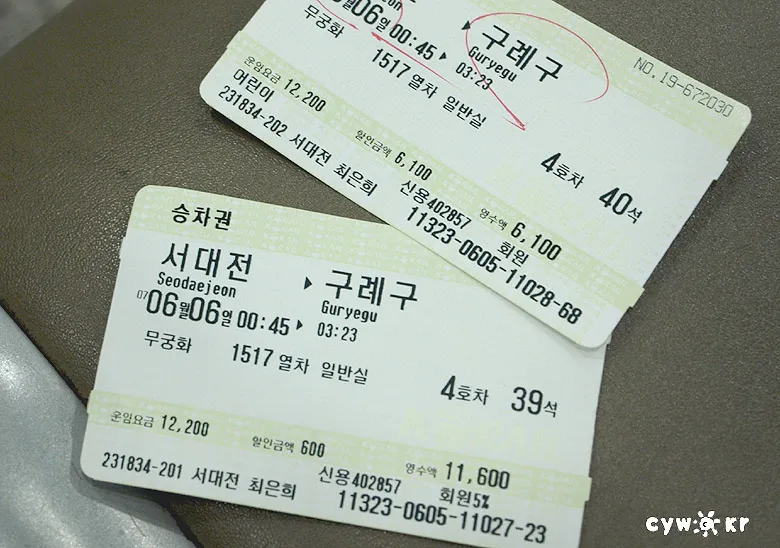 06일 00:45 ▶ 03:23
▶ 구례구
Guryegu
NO.19-672030
무궁화
1517 열차 일반실
4호차 40석
운임요금 12,200
할인금액 6,100
영수액 6,100
어린이
신용402857
회원
231834-202 서대전 최은희
11323-0605-11028-68
승차권
서대전 ▶ 구례구
Seodaejeon Guryegu
07 06월06일 00:45 ▶ 03:23
무궁화 1517 열차 일반실
4호차 39석
운임요금 12,200 할인금액 600 영수액 11,600
신용402857 회원5%
231834-201 서대전 최은희 11323-0605-11027-23
cyw.kr